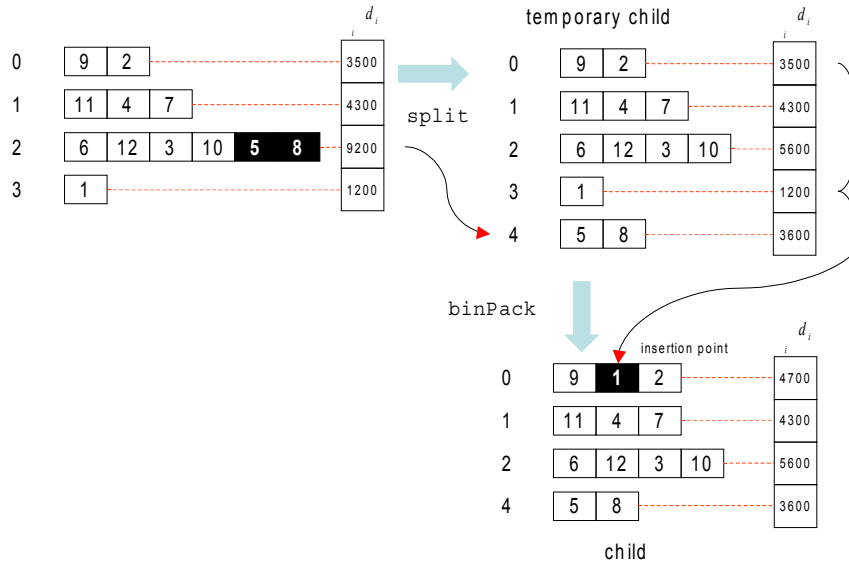 d i
i
0 9 2 3500
1 11 4 7 4300
2 6 12 3 10 5 8 9200
3 1 1200
split
temporary child
d i
i
0 9 2 3500
1 11 4 7 4300
2 6 12 3 10 5600
3 1 1200
4 5 8 3600
binPack
insertion point
d i
i
0 9 1 2 4700
1 11 4 7 4300
2 6 12 3 10 5600
4 5 8 3600
child